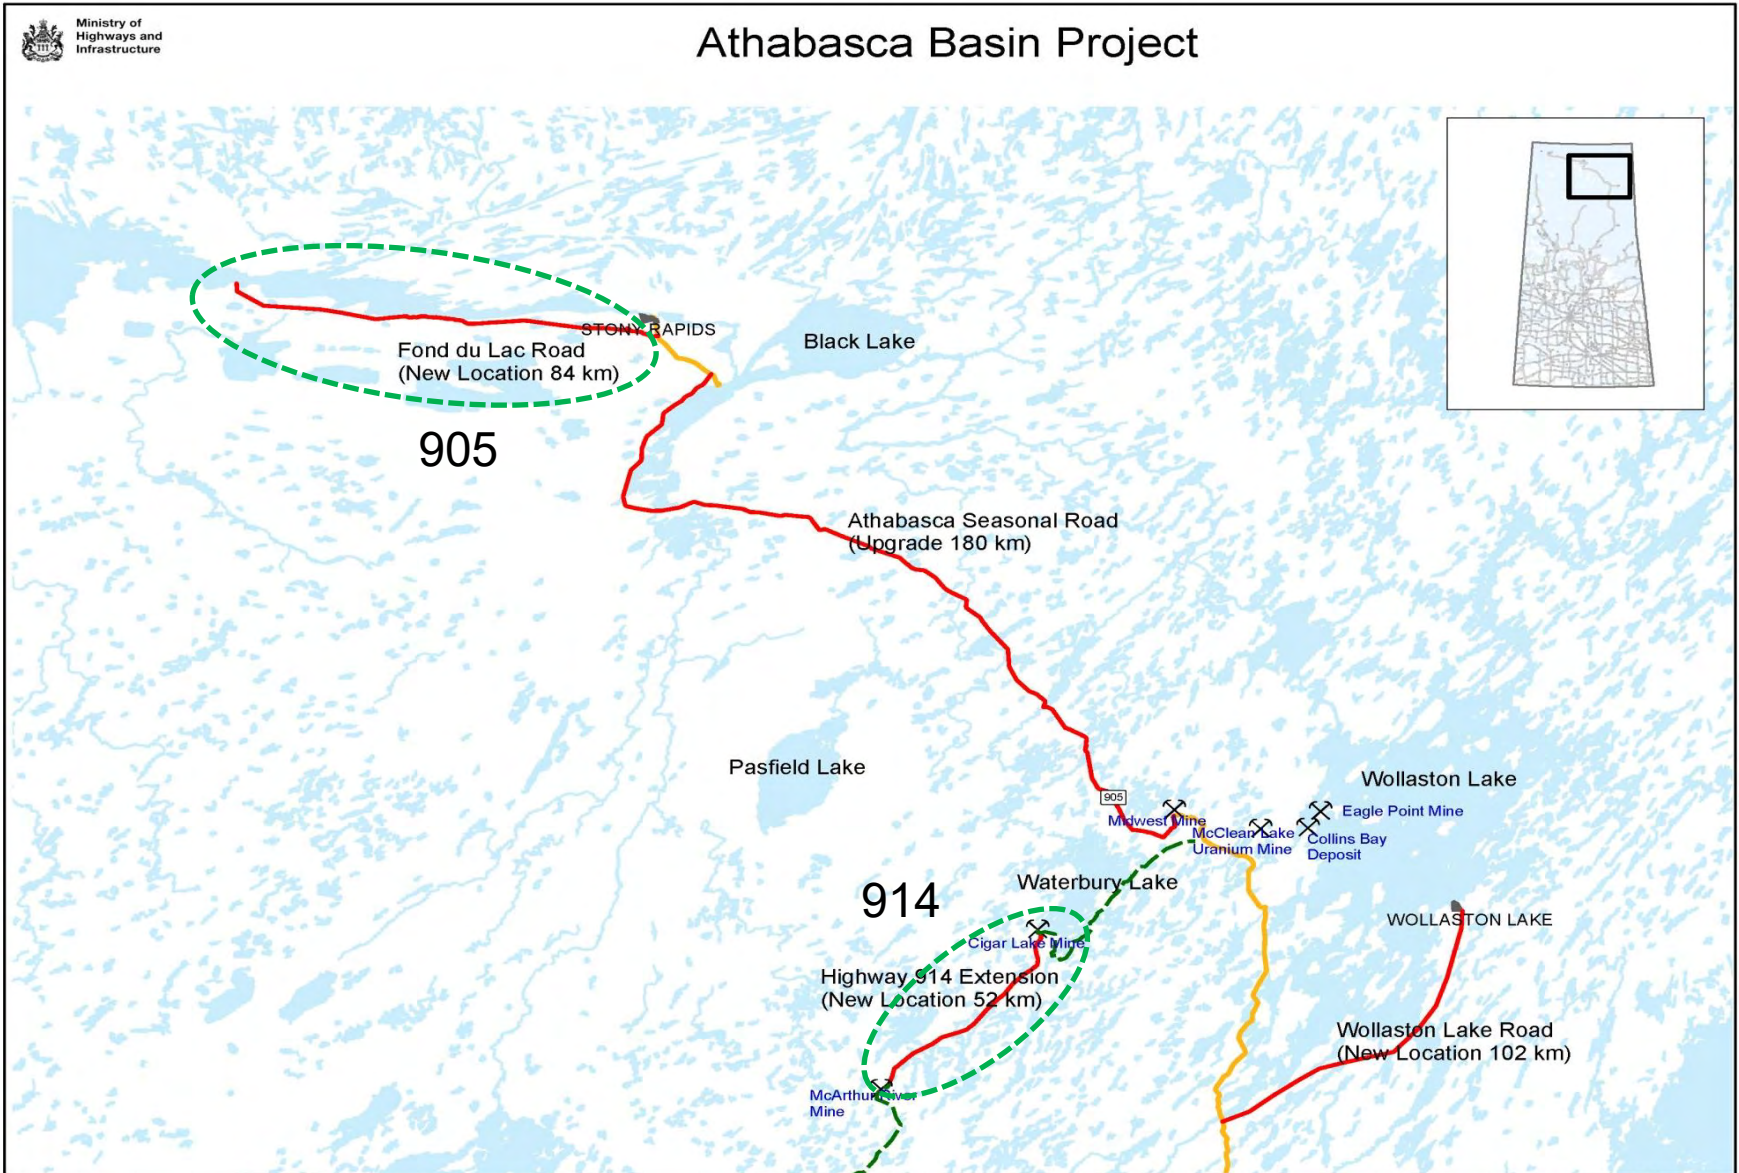 Ministry of
Highways and
Infrastructure
Athabasca Basin Project
STONY RAPIDS
Black Lake
Fond du Lac Road
(New Location 84 km)
905
Athabasca Seasonal Road
(Upgrade 180 km)
Pasfield Lake
Wollaston Lake
905
Midwest Mine
Eagle Point Mine
McClean Lake
Uranium Mine
Collins Bay
Deposit
Waterbury Lake
914
WOLLASTON LAKE
Cigar Lake Mine
Highway 914 Extension
(New Location 52 km)
Wollaston Lake Road
(New Location 102 km)
McArthur River
Mine